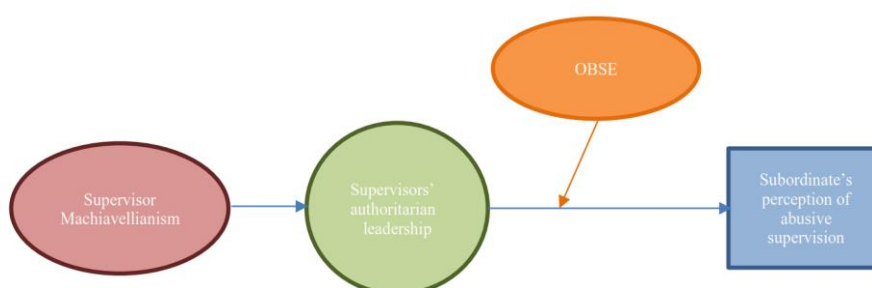 OBSE
Supervisor
Machiavellianism
Supervisors’
authoritarian
leadership
Subordinate’s
perception of
abusive
supervision